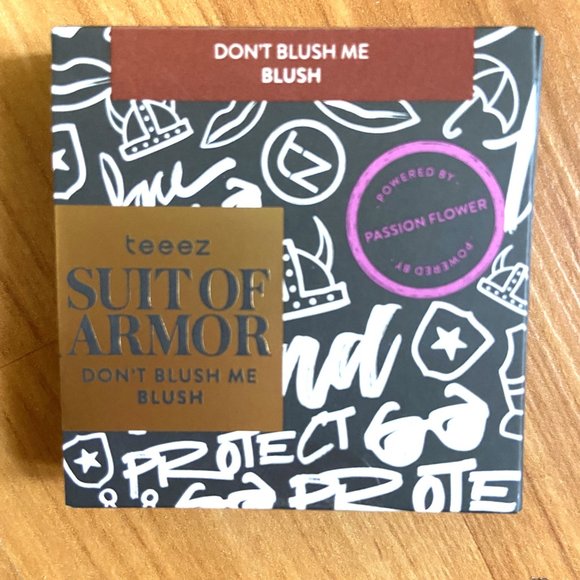 DON'T BLUSH ME
BLUSH
POWERED BY
PASSION FLOWER
POWERED BY
teeez
SUIT OF
ARMOR
DON'T BLUSH ME
BLUSH
PROTECT
PROTE